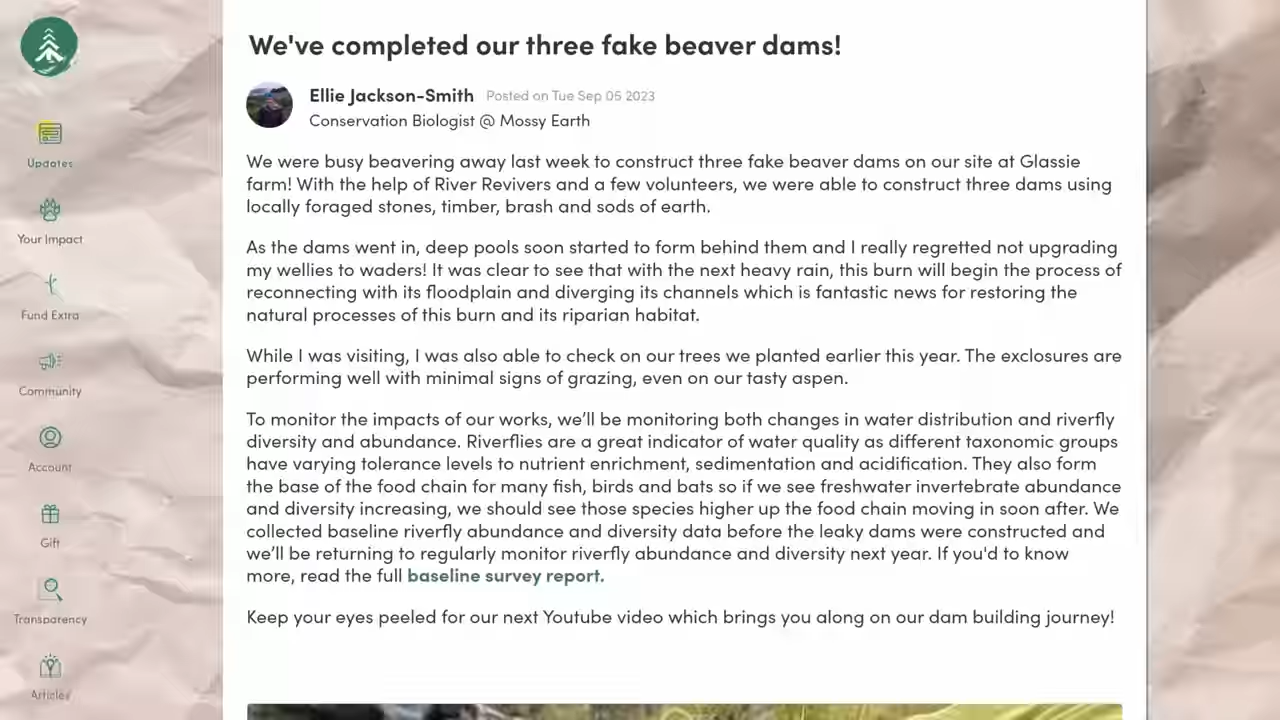 We've completed our three fake beaver dams!
Ellie Jackson-Smith Posted on Tue Sep 05 2023
Conservation Biologist @ Mossy Earth
We were busy beavering away last week to construct three fake beaver dams on our site at Glassie
farm! With the help of River Revivers and a few volunteers, we were able to construct three dams using
locally foraged stones, timber, brash and sods of earth.
As the dams went in, deep pools soon started to form behind them and I really regretted not upgrading
my wellies to waders! It was clear to see that with the next heavy rain, this burn will begin the process of
reconnecting with its floodplain and diverging its channels which is fantastic news for restoring the
natural processes of this burn and its riparian habitat.
While I was visiting, I was also able to check on our trees we planted earlier this year. The exclosures are
performing well with minimal signs of grazing, even on our tasty aspen.
To monitor the impacts of our works, we'll be monitoring both changes in water distribution and riverfly
diversity and abundance. Riverflies are a great indicator of water quality as different taxonomic groups
have varying tolerance levels to nutrient enrichment, sedimentation and acidification. They also form
the base of the food chain for many fish, birds and bats so if we see freshwater invertebrate abundance
and diversity increasing, we should see those species higher up the food chain moving in soon after. We
collected baseline riverfly abundance and diversity data before the leaky dams were constructed and
we'll be returning to regularly monitor riverfly abundance and diversity next year. If you'd to know
more, read the full baseline survey report.
Keep your eyes peeled for our next Youtube video which brings you along on our dam building journey!
Updates
Your Impact
Fund Extra
Community
Account
Gift
Transparency
Articles